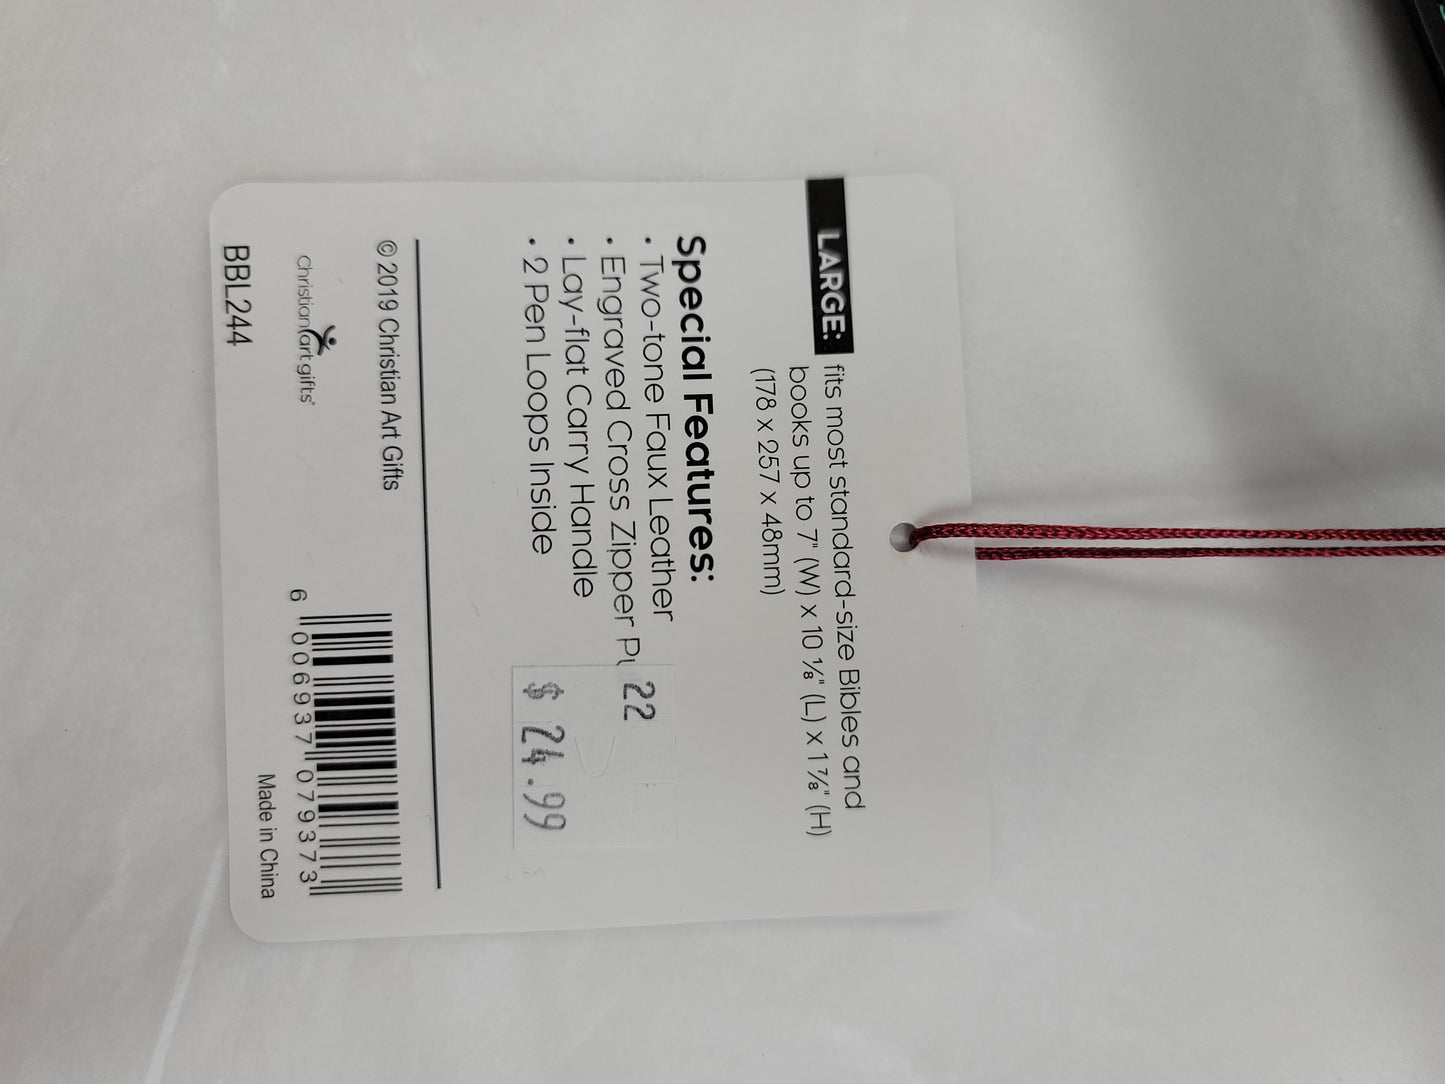 LARGE: fits most standard-size Bibles and
books up to 7" (W) x 10 ⅛" (L) x 1 ⅞" (H)
(178 x 257 x 48mm)
Special Features:
· Two-tone Faux Leather
· Engraved Cross Zipper
· Lay-flat Carry Handle
· 2 Pen Loops Inside
22
$ 24.99
© 2019 Christian Art Gifts
christian art gifts®
6 006937 079373
BBL244
Made in China